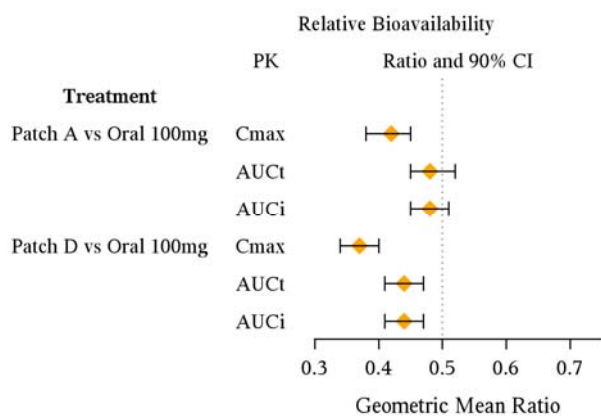 Relative Bioavailability
PK Ratio and 90% CI
Treatment
Patch A vs Oral 100mg Cmax
AUCt
AUCi
Patch D vs Oral 100mg Cmax
AUCt
AUCi
0.3 0.4 0.5 0.6 0.7
Geometric Mean Ratio